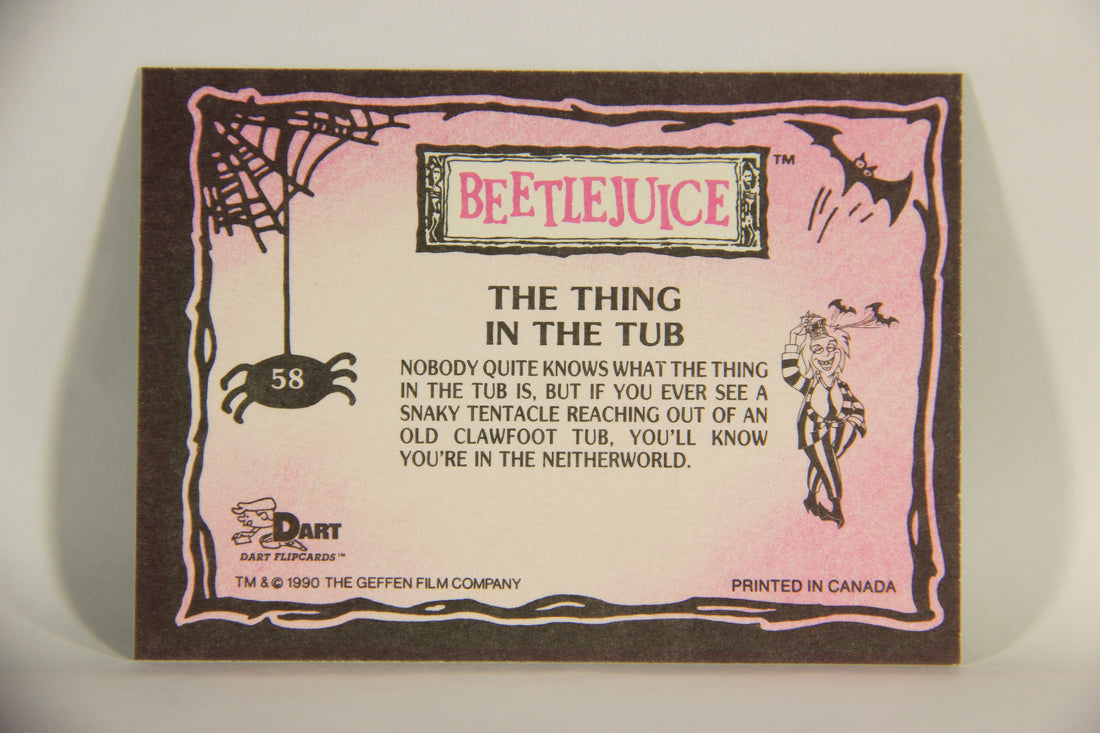 BEETLEJUICE ™
THE THING
IN THE TUB
NOBODY QUITE KNOWS WHAT THE THING
IN THE TUB IS, BUT IF YOU EVER SEE A
SNAKY TENTACLE REACHING OUT OF AN
OLD CLAWFOOT TUB, YOU'LL KNOW
YOU'RE IN THE NEITHERWORLD.
58
DART
DART FLIPCARDS™
TM & © 1990 THE GEFFEN FILM COMPANY
PRINTED IN CANADA